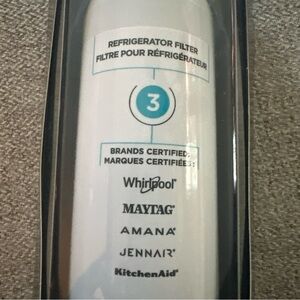 REFRIGERATOR FILTER
FILTRE POUR RÉFRIGÉRATEUR
3
BRANDS CERTIFIED:
MARQUES CERTIFIÉES :
Whirlpool®
MAYTAG®
AMANA®
JENNAIR®
KitchenAid®